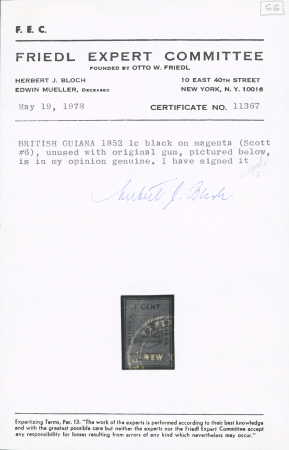 66
F. E. C.
FRIEDL EXPERT COMMITTEE
FOUNDED BY OTTO W. FRIEDL
HERBERT J. BLOCH 10 EAST 40TH STREET
EDWIN MUELLER, DECEASED NEW YORK, N. Y. 10016
May 19, 1978 CERTIFICATE NO. 11367
BRITISH GUIANA 1852 1c black on magenta (Scott
#6), unused with original gum, pictured below,
is in my opinion genuine. I have signed it
Herbert J. Bloch
CENT.
NEW
Expertizing Terms, Par. 13. "The work of the experts is performed according to their best knowledge
and with the greatest possible care but neither the experts nor the Friedl Expert Committee accept
any responsibility for losses resulting from errors of any kind which nevertheless may occur."